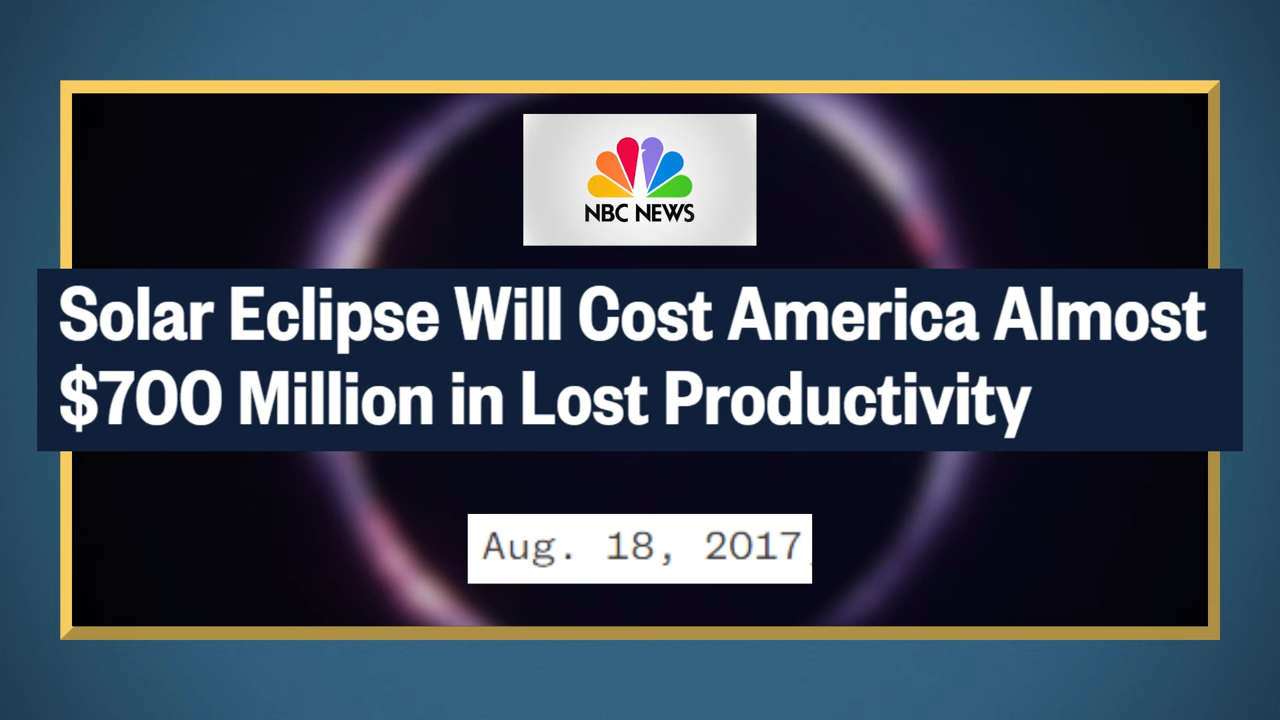 NBC NEWS
Solar Eclipse Will Cost America Almost
$700 Million in Lost Productivity
Aug. 18, 2017